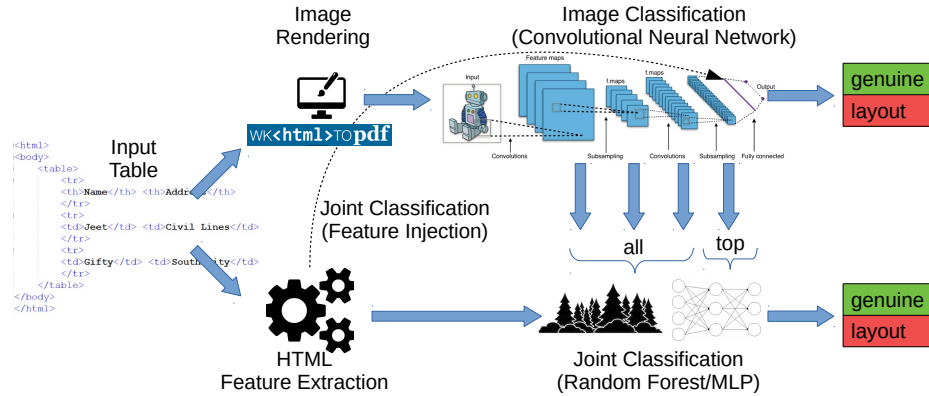 Image
Rendering
Image Classification
(Convolutional Neural Network)
Input
Feature maps
f.maps
f.maps
Output
Convolutions
Subsampling
Convolutions
Subsampling
Fully connected
genuine
layout
WK<html>TOpdf
Input
Table
<html>
<body>
<table>
<tr>
<th>Name</th> <th>Address</th>
</tr>
<tr>
<td>Jeet</td> <td>Civil Lines</td>
</tr>
<tr>
<td>Gifty</td> <td>South City</td>
</tr>
</table>
</body>
</html>
Joint Classification
(Feature Injection)
all
top
genuine
layout
HTML
Feature Extraction
Joint Classification
(Random Forest/MLP)